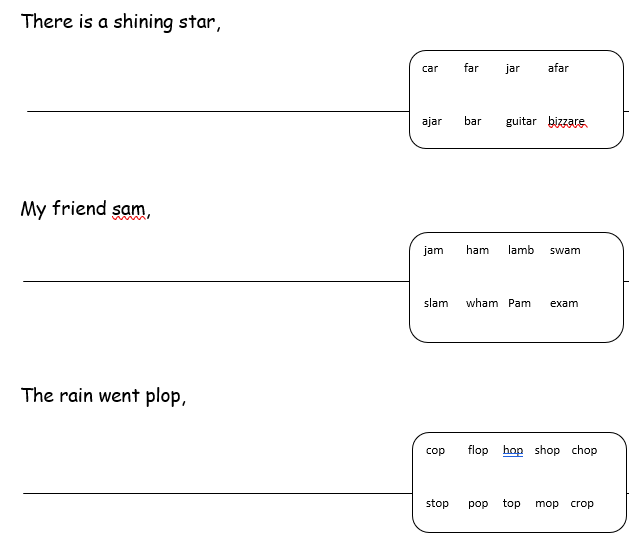 There is a shining star,
car far jar afar
ajar bar guitar bizzare
My friend sam,
jam ham lamb swam
slam wham Pam exam
The rain went plop,
cop flop hop shop chop
stop pop top mop crop